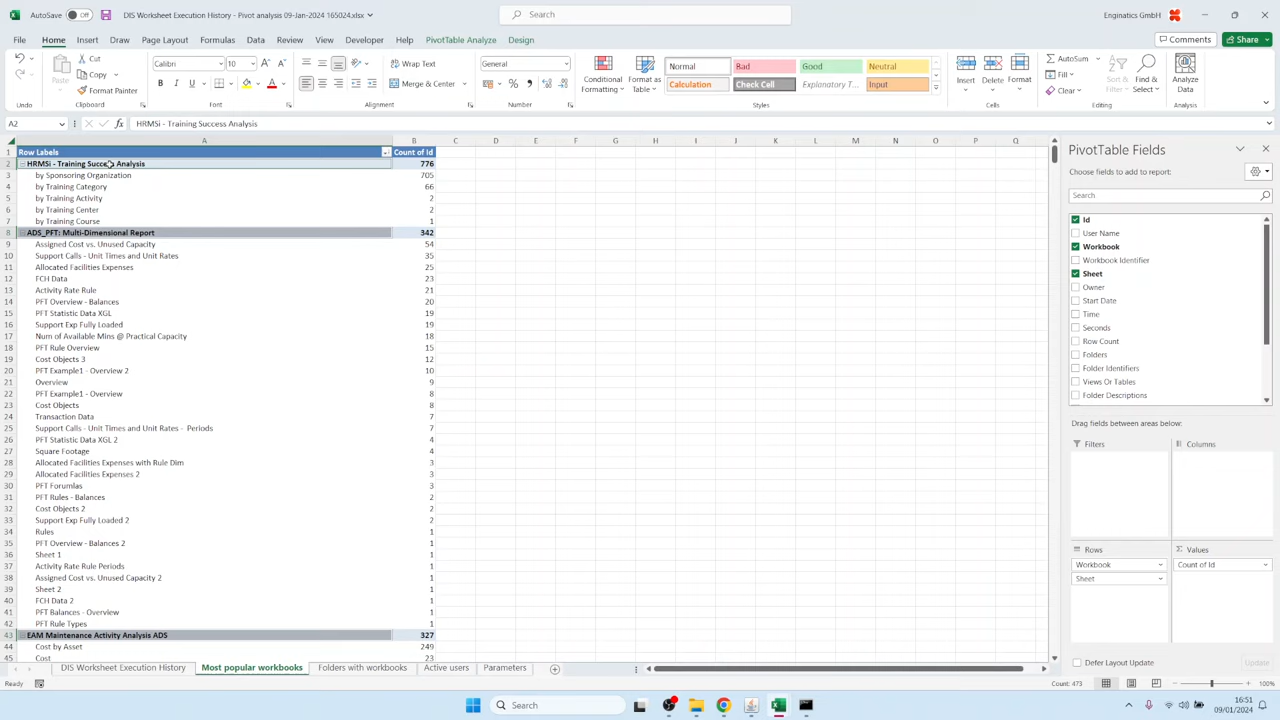 AutoSave Off DIS Worksheet Execution History - Pivot analysis 09-Jan-2024 165024.xlsx Search Enginatics GmbH
File Home Insert Draw Page Layout Formulas Data Review View Developer Help PivotTable Analyze Design Comments Share
Cut Calibri 10 Wrap Text General Normal Bad Good Neutral AutoSum
Paste Copy Conditional Formatting Format as Table Insert Delete Format Fill Sort & Filter Find & Select Analyze Data
Format Painter B I U Merge & Center Calculation Check Cell Explanatory T... Input Clear
Undo Clipboard Font Alignment Number Styles Cells Editing Analysis
A2 fx HRMSi - Training Success Analysis
A B C D E F G H I J K L M N O P Q R
1 Row Labels Count of Id
2 HRMSi - Training Success Analysis 776
3 by Sponsoring Organization 705
4 by Training Category 66
5 by Training Activity 2
6 by Training Center 2
7 by Training Course 1
8 ADS_PFT: Multi-Dimensional Report 342
9 Assigned Cost vs. Unused Capacity 54
10 Support Calls - Unit Times and Unit Rates 35
11 Allocated Facilities Expenses 25
12 FCH Data 23
13 Activity Rate Rule 21
14 PFT Overview - Balances 20
15 PFT Statistic Data XGL 19
16 Support Exp Fully Loaded 19
17 Num of Available Mins @ Practical Capacity 18
18 PFT Rule Overview 15
19 Cost Objects 3 12
20 PFT Example1 - Overview 2 10
21 Overview 9
22 PFT Example1 - Overview 8
23 Cost Objects 8
24 Transaction Data 7
25 Support Calls - Unit Times and Unit Rates - Periods 7
26 PFT Statistic Data XGL 2 4
27 Square Footage 4
28 Allocated Facilities Expenses with Rule Dim 3
29 Allocated Facilities Expenses 2 3
30 PFT Forumlas 3
31 PFT Rules - Balances 2
32 Cost Objects 2 2
33 Support Exp Fully Loaded 2 2
34 Rules 1
35 PFT Overview - Balances 2 1
36 Sheet 1 1
37 Activity Rate Rule Periods 1
38 Assigned Cost vs. Unused Capacity 2 1
39 Sheet 2 1
40 FCH Data 2 1
41 PFT Balances - Overview 1
42 PFT Rule Types 1
43 EAM Maintenance Activity Analysis ADS 327
44 Cost by Asset 249
45 Cost 23
PivotTable Fields
Choose fields to add to report:
Search
Id
User Name
Workbook
Workbook Identifier
Sheet
Owner
Start Date
Time
Seconds
Row Count
Folders
Folder Identifiers
Views Or Tables
Folder Descriptions
Drag fields between areas below:
Filters Columns
Rows Values
Workbook Count of Id
Sheet
Defer Layout Update Update
DIS Worksheet Execution History Most popular workbooks Folders with workbooks Active users Parameters
Ready Count: 473 100%
Search 16:51
09/01/2024